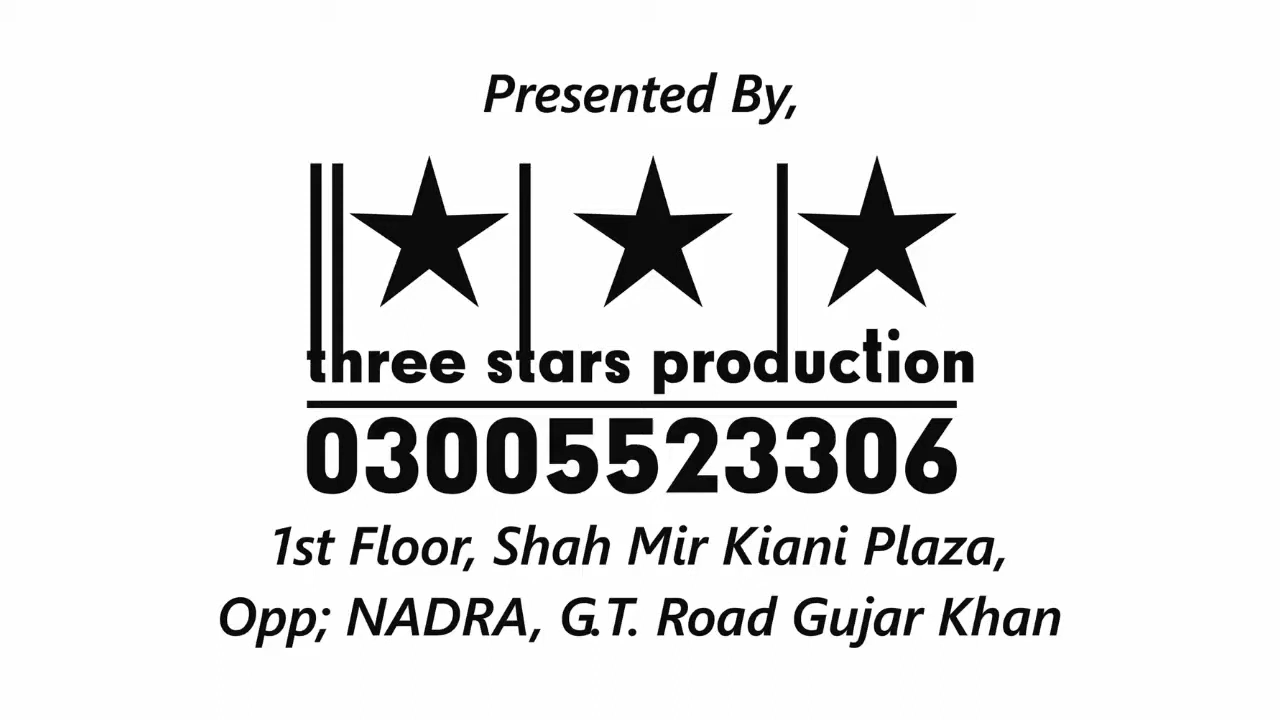 Presented By,
three stars production
03005523306
1st Floor, Shah Mir Kiani Plaza,
Opp; NADRA, G.T. Road Gujar Khan